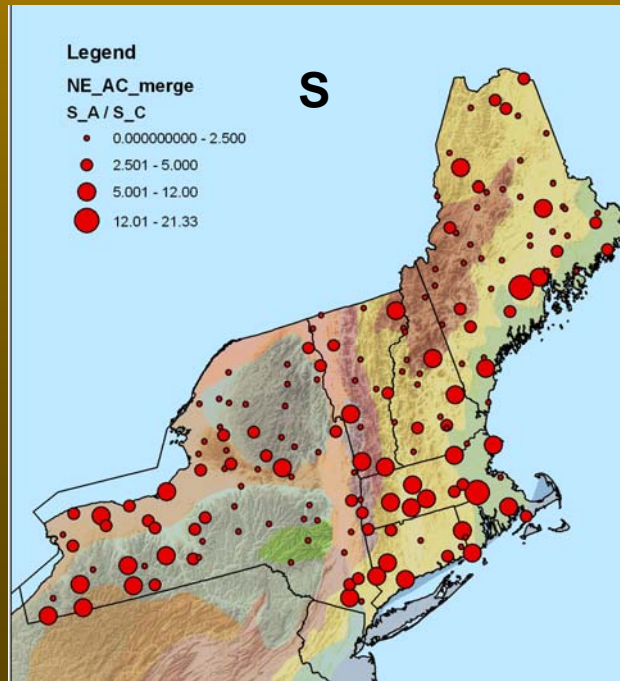 Legend
NE_AC_merge
S_A / S_C
0.000000000 - 2.500
2.501 - 5.000
5.001 - 12.00
12.01 - 21.33
S